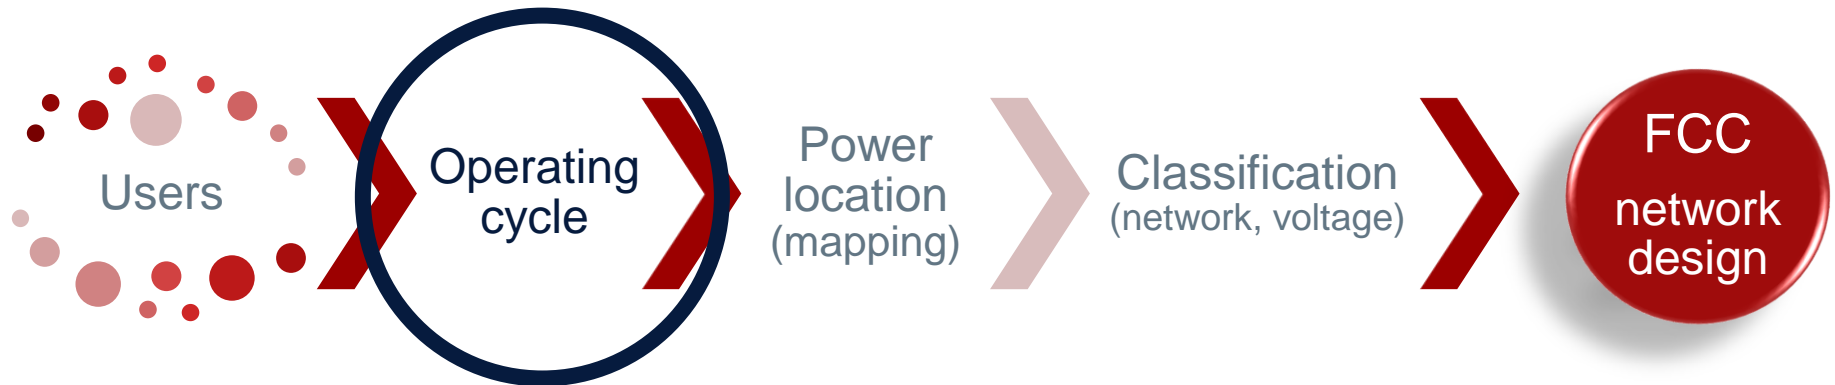 Users
Operating
cycle
Power
location
(mapping)
Classification
(network, voltage)
FCC
network
design